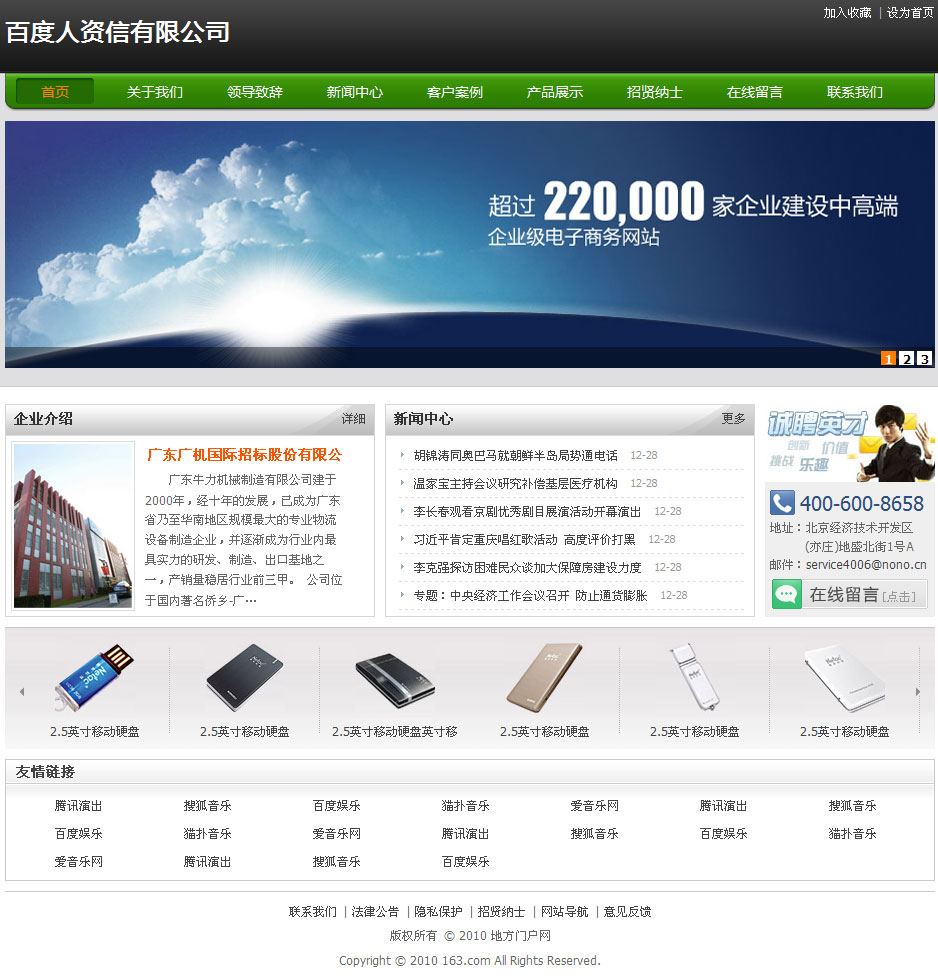 加入收藏 | 设为首页
百度人资信有限公司
首页 关于我们 领导致辞 新闻中心 客户案例 产品展示 招贤纳士 在线留言 联系我们
超过 220,000 家企业建设中高端
企业级电子商务网站
1 2 3
企业介绍 详细
广东广机国际招标股份有限公
广东牛力机械制造有限公司建于
2000年，经十年的发展，已成为广东
省乃至华南地区规模最大的专业物流
设备制造企业，并逐渐成为行业内最
具实力的研发、制造、出口基地之
一，产销量稳居行业前三甲。 公司位
于国内著名侨乡-广…
新闻中心 更多
胡锦涛同奥巴马就朝鲜半岛局势通电话 12-28
温家宝主持会议研究补偿基层医疗机构 12-28
李长春观看京剧优秀剧目展演活动开幕演出 12-28
习近平肯定重庆唱红歌活动 高度评价打黑 12-28
李克强探访困难民众谈加大保障房建设力度 12-28
专题：中央经济工作会议召开 防止通货膨胀 12-28
诚聘英才
创新 价值
挑战 乐趣
400-600-8658
地址：北京经济技术开发区
(亦庄)地盛北街1号A
邮件：service4006@nono.cn
在线留言[点击]
Netac
Netac
Netac
2.5英寸移动硬盘 2.5英寸移动硬盘 2.5英寸移动硬盘英寸移 2.5英寸移动硬盘 2.5英寸移动硬盘 2.5英寸移动硬盘
友情链接
腾讯演出 搜狐音乐 百度娱乐 猫扑音乐 爱音乐网 腾讯演出 搜狐音乐
百度娱乐 猫扑音乐 爱音乐网 腾讯演出 搜狐音乐 百度娱乐 猫扑音乐
爱音乐网 腾讯演出 搜狐音乐 百度娱乐
联系我们 | 法律公告 | 隐私保护 | 招贤纳士 | 网站导航 | 意见反馈
版权所有 © 2010 地方门户网
Copyright © 2010 163.com All Rights Reserved.